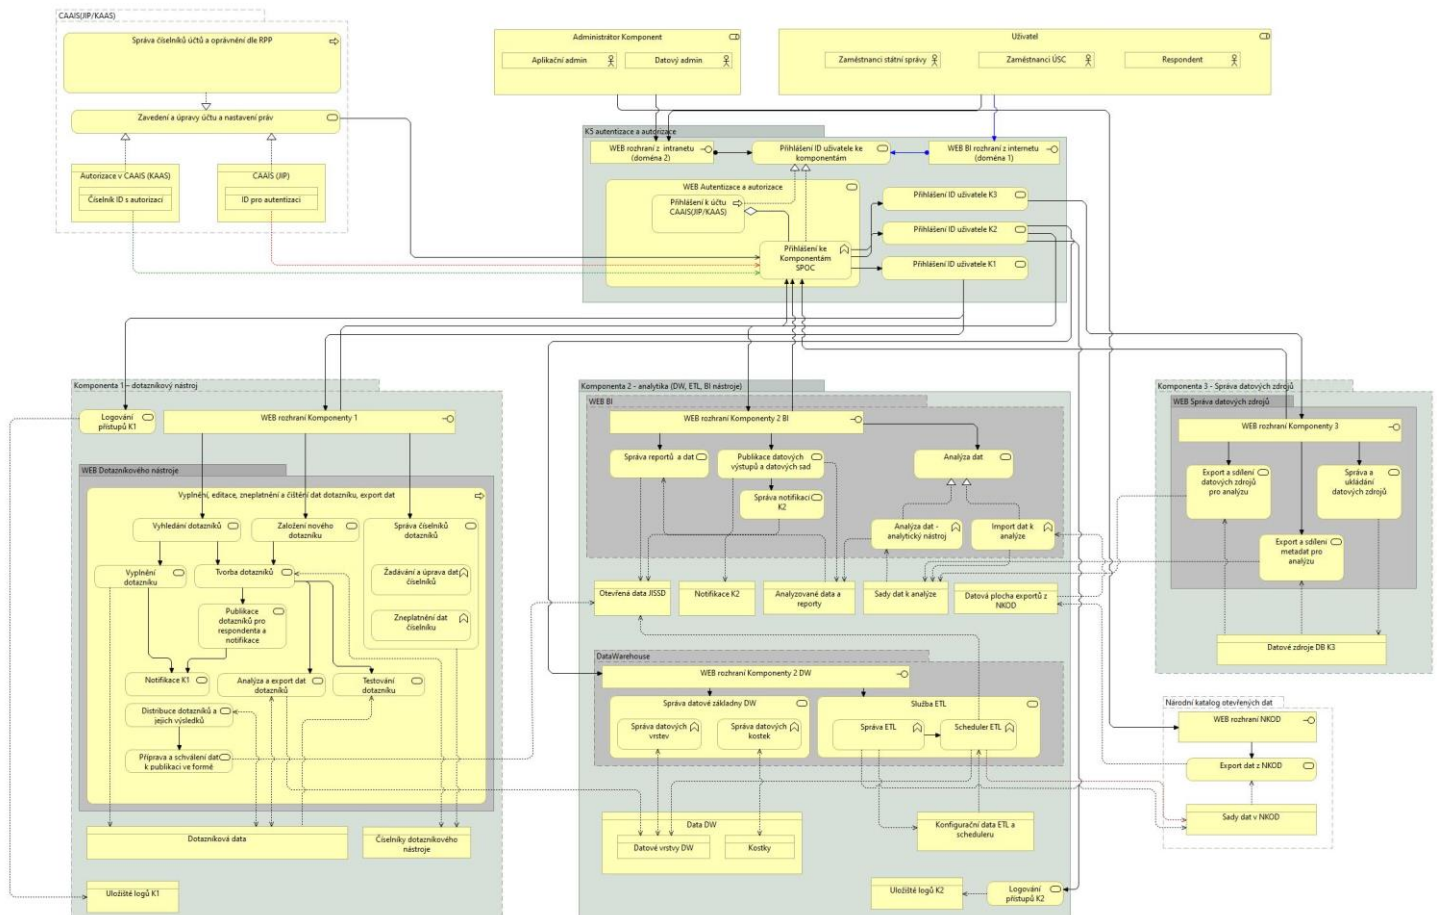 CAAIS(JIP/KAAS)
Správa číselníků účtů a oprávnění dle RPP
Zavedení a úpravy účtu a nastavení práv
Autorizace v CAAIS (KAAS)
Číselník ID s autorizací
CAAIS (JIP)
ID pro autentizaci
Administrátor Komponent
Aplikační admin
Datový admin
Uživatel
Zaměstnanci státní správy
Zaměstnanci ÚSC
Respondent
K5 autentizace a autorizace
WEB rozhraní z intranetu
(doména 2)
Přihlášení ID uživatele ke
komponentám
WEB BI rozhraní z internetu
(doména 1)
WEB Autentizace a autorizace
Přihlášení k účtu
CAAIS(JIP/KAAS)
Přihlášení ke
Komponentám
SPOC
Přihlášení ID uživatele K3
Přihlášení ID uživatele K2
Přihlášení ID uživatele K1
Komponenta 1 – dotazníkový nástroj
Logování
přístupů K1
WEB rozhraní Komponenty 1
WEB Dotazníkového nástroje
Vyplnění, editace, zneplatnění a čištění dat dotazníku, export dat
Vyhledání dotazníků
Založení nového
dotazníku
Správa číselníků
dotazníků
Vyplnění
dotazníku
Tvorba dotazníků
Zadávání a úprava dat
číselníků
Publikace
dotazníků pro
respondenta a
notifikace
Zneplatnění dat
číselníku
Notifikace K1
Analýza a export dat
dotazníků
Testování
dotazníku
Distribuce dotazníků a
jejich výsledků
Příprava a schválení dat
k publikaci ve formě
Dotazníková data
Číselníky dotazníkového
nástroje
Uložiště logů K1
Komponenta 2 - analytika (DW, ETL, BI nástroje)
WEB BI
WEB rozhraní Komponenty 2 BI
Správa reportů a dat
Publikace datových
výstupů a datových sad
Analýza dat
Správa notifikací
K2
Analýza dat -
analytický nástroj
Import dat k
analýze
Otevřená data JISSD
Notifikace K2
Analyzované data a
reporty
Sady dat k analýze
Datová plocha exportů z
NKOD
DataWarehouse
WEB rozhraní Komponenty 2 DW
Správa datové základny DW
Správa datových
vrstev
Správa datových
kostek
Služba ETL
Správa ETL
Scheduler ETL
Data DW
Datové vrstvy DW
Kostky
Konfigurační data ETL a
scheduleru
Uložiště logů K2
Logování
přístupů K2
Komponenta 3 - Správa datových zdrojů
WEB Správa datových zdrojů
WEB rozhraní Komponenty 3
Export a sdílení
datových zdrojů
pro analýzu
Správa a
ukládání
datových zdrojů
Export a sdílení
metadat pro
analýzu
Datové zdroje DB K3
Národní katalog otevřených dat
WEB rozhraní NKOD
Export dat z NKOD
Sady dat v NKOD